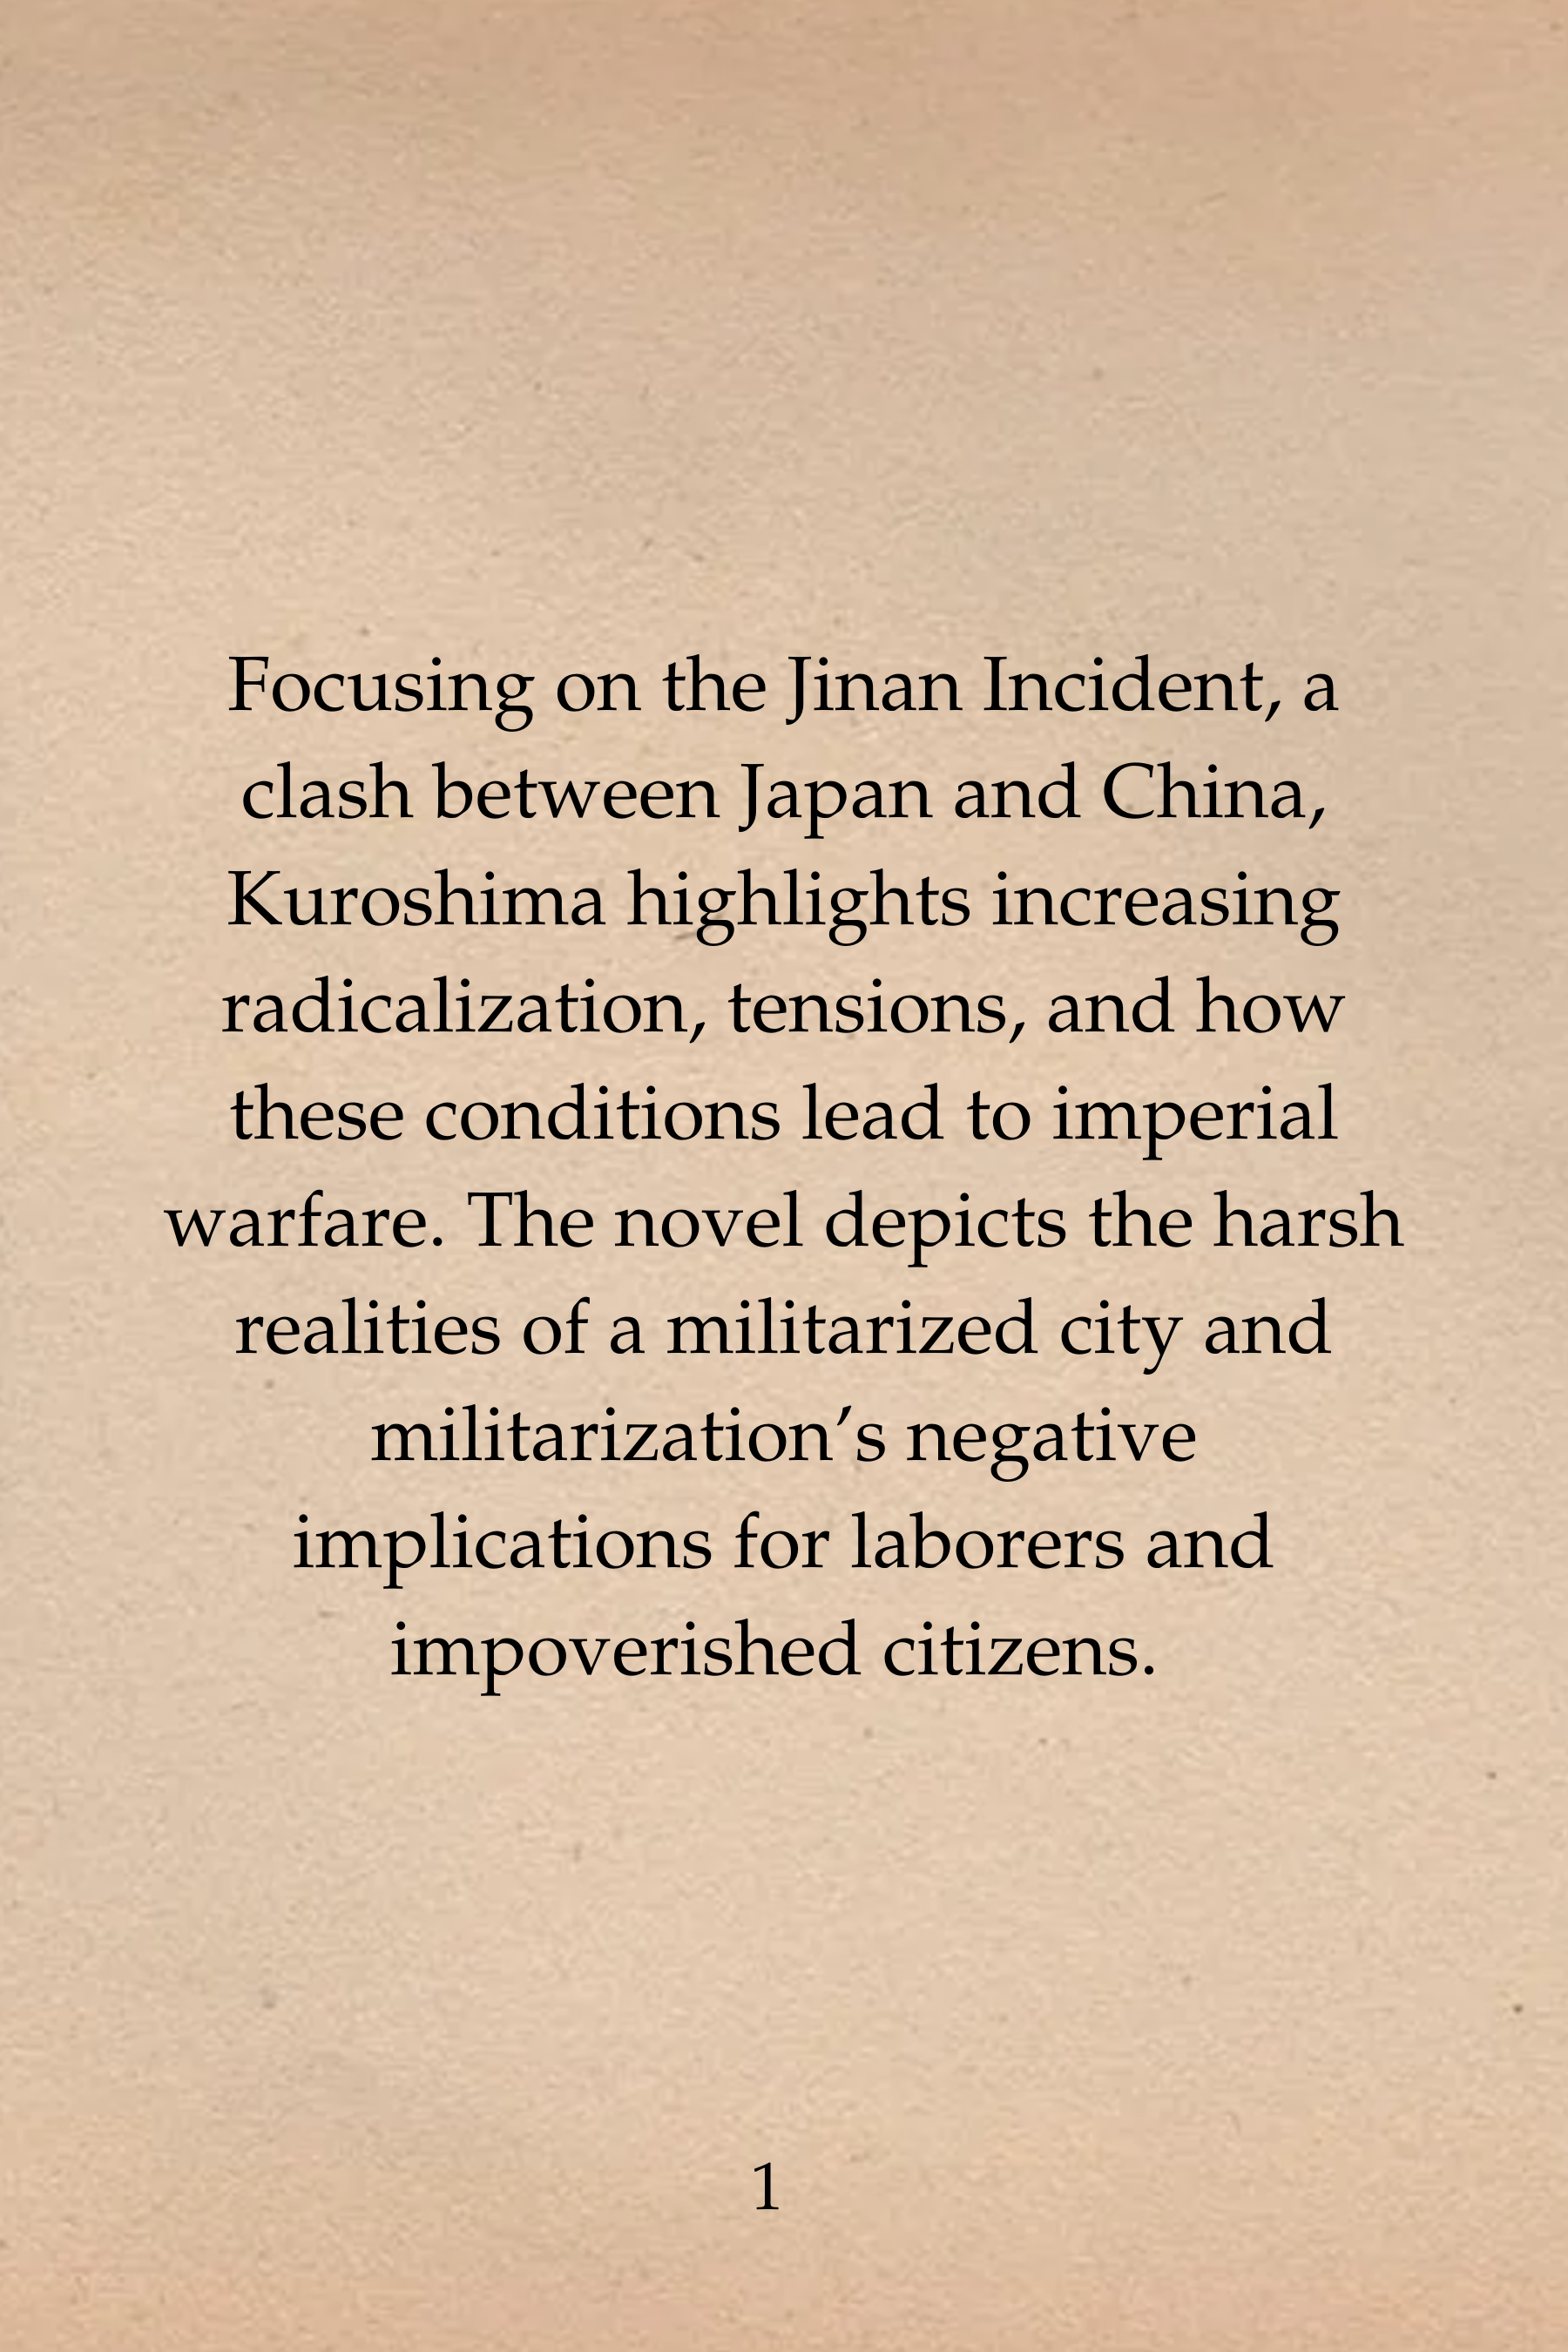 Focusing on the Jinan Incident, a
clash between Japan and China,
Kuroshima highlights increasing
radicalization, tensions, and how
these conditions lead to imperial
warfare. The novel depicts the harsh
realities of a militarized city and
militarization’s negative
implications for laborers and
impoverished citizens.
1